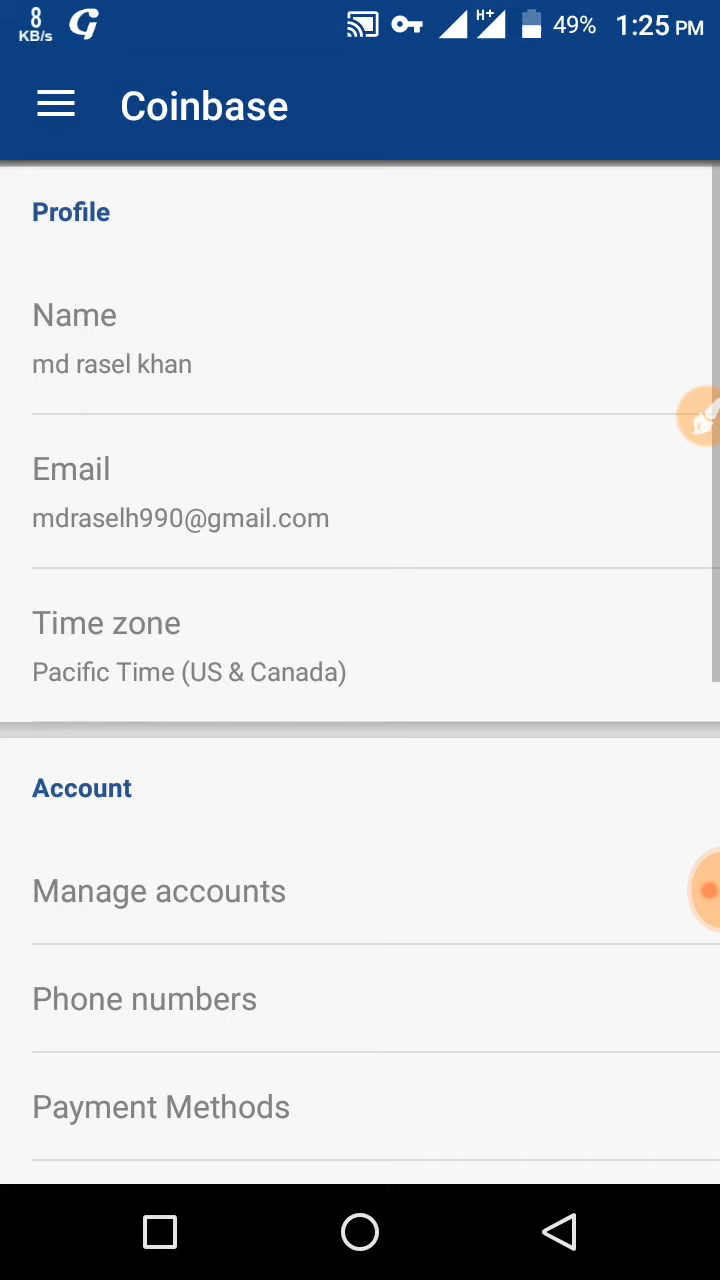 8
KB/s
H+
49%
1:25 PM
Coinbase
Profile
Name
md rasel khan
Email
mdraselh990@gmail.com
Time zone
Pacific Time (US & Canada)
Account
Manage accounts
Phone numbers
Payment Methods